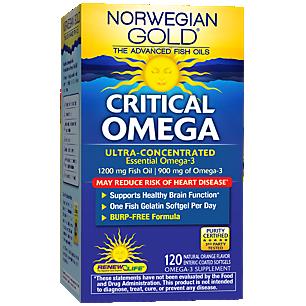 NORWEGIAN
GOLD®
THE ADVANCED FISH OILS
CRITICAL
OMEGA
ULTRA-CONCENTRATED
Essential Omega-3
1200 mg Fish Oil | 900 mg of Omega-3
MAY REDUCE RISK OF HEART DISEASE*
• Supports Healthy Brain Function*
• One Fish Gelatin Softgel Per Day
• BURP-FREE Formula
PURITY
CERTIFIED
3RD PARTY
TESTED
RENEW LIFE
120 NATURAL ORANGE FLAVOR
ENTERIC COATED SOFTGELS
OMEGA-3 SUPPLEMENT
*These statements have not been evaluated by the Food
and Drug Administration. This product is not intended
to diagnose, treat, cure, or prevent any disease.